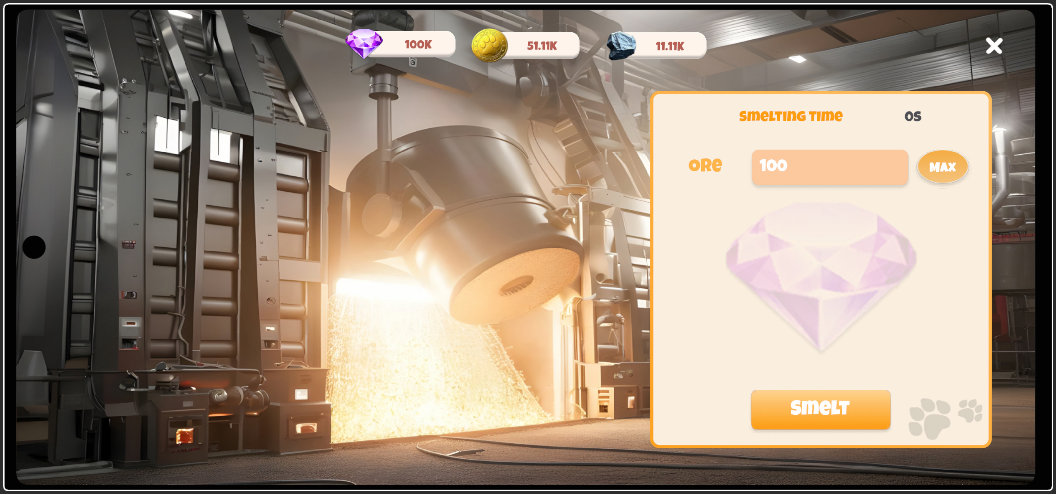 100K
51.11K
11.11K
Smelting Time 0S
ORE 100 MAX
Smelt